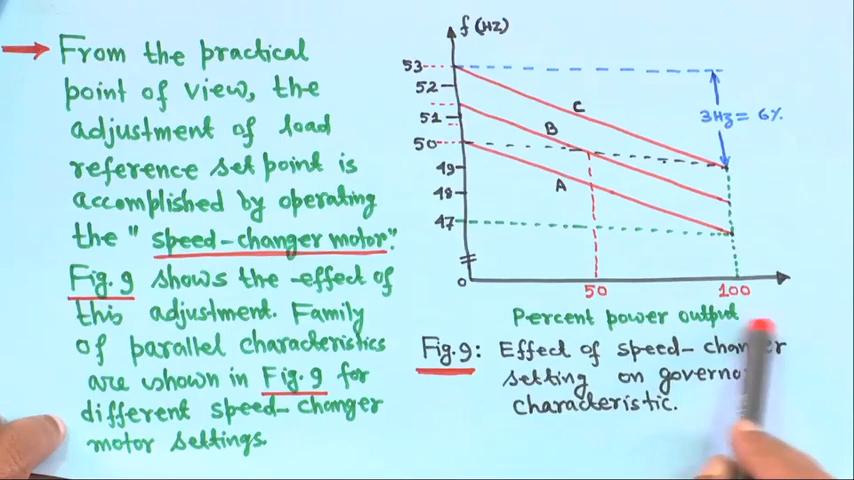 From the practical
point of view, the
adjustment of load
reference set point is
accomplished by operating
the "speed-changer motor".
Fig. 9 shows the effect of
this adjustment. Family
of parallel characteristics
are shown in Fig. 9 for
different speed-changer
motor settings.
f (Hz)
53
52
51
50
49
48
47
0
C
B
A
3Hz = 6%
50
100
Percent power output
Fig. 9: Effect of speed-changer
setting on governor
characteristic.